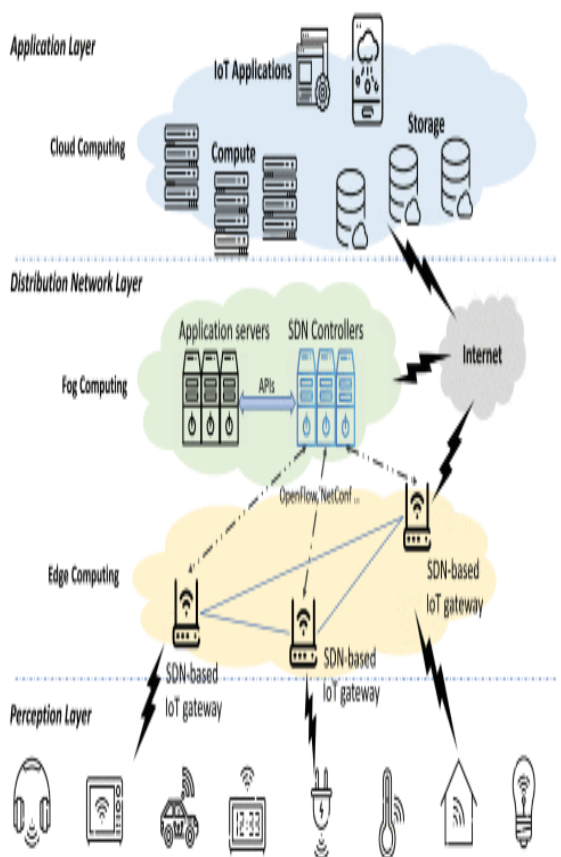 Application Layer
IoT Applications
Storage
Cloud Computing
Compute
Distribution Network Layer
Application servers
SDN Controllers
Internet
Fog Computing
APIs
OpenFlow, NetConf ...
Edge Computing
SDN-based
IoT gateway
SDN-based
IoT gateway
SDN-based
IoT gateway
Perception Layer
12:33